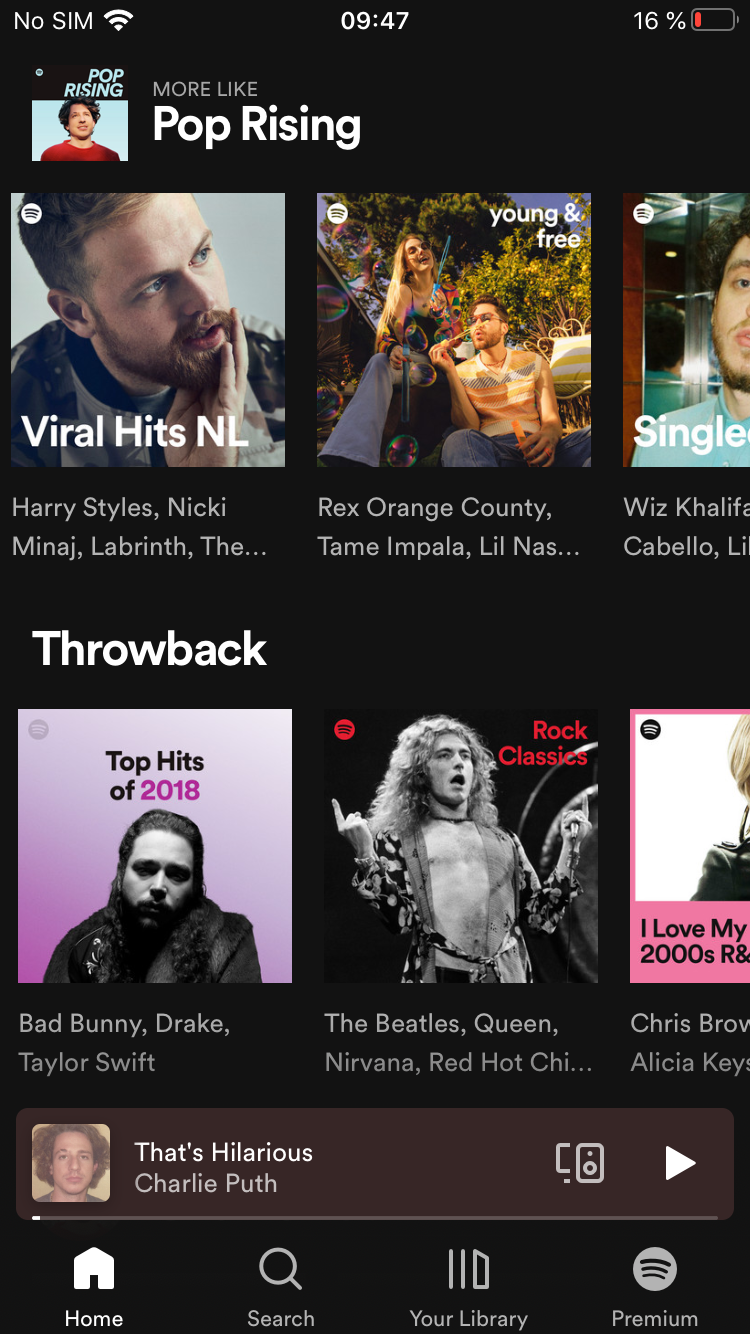 No SIM 09:47 16 %
POP
RISING
MORE LIKE
Pop Rising
young &
free
Viral Hits NL
Single
Harry Styles, Nicki
Minaj, Labrinth, The...
Rex Orange County,
Tame Impala, Lil Nas...
Wiz Khalifa
Cabello, Lil
Throwback
Top Hits
of 2018
Rock
Classics
I Love My
2000s R&
Bad Bunny, Drake,
Taylor Swift
The Beatles, Queen,
Nirvana, Red Hot Chi...
Chris Brow
Alicia Keys
That's Hilarious
Charlie Puth
Home Search Your Library Premium